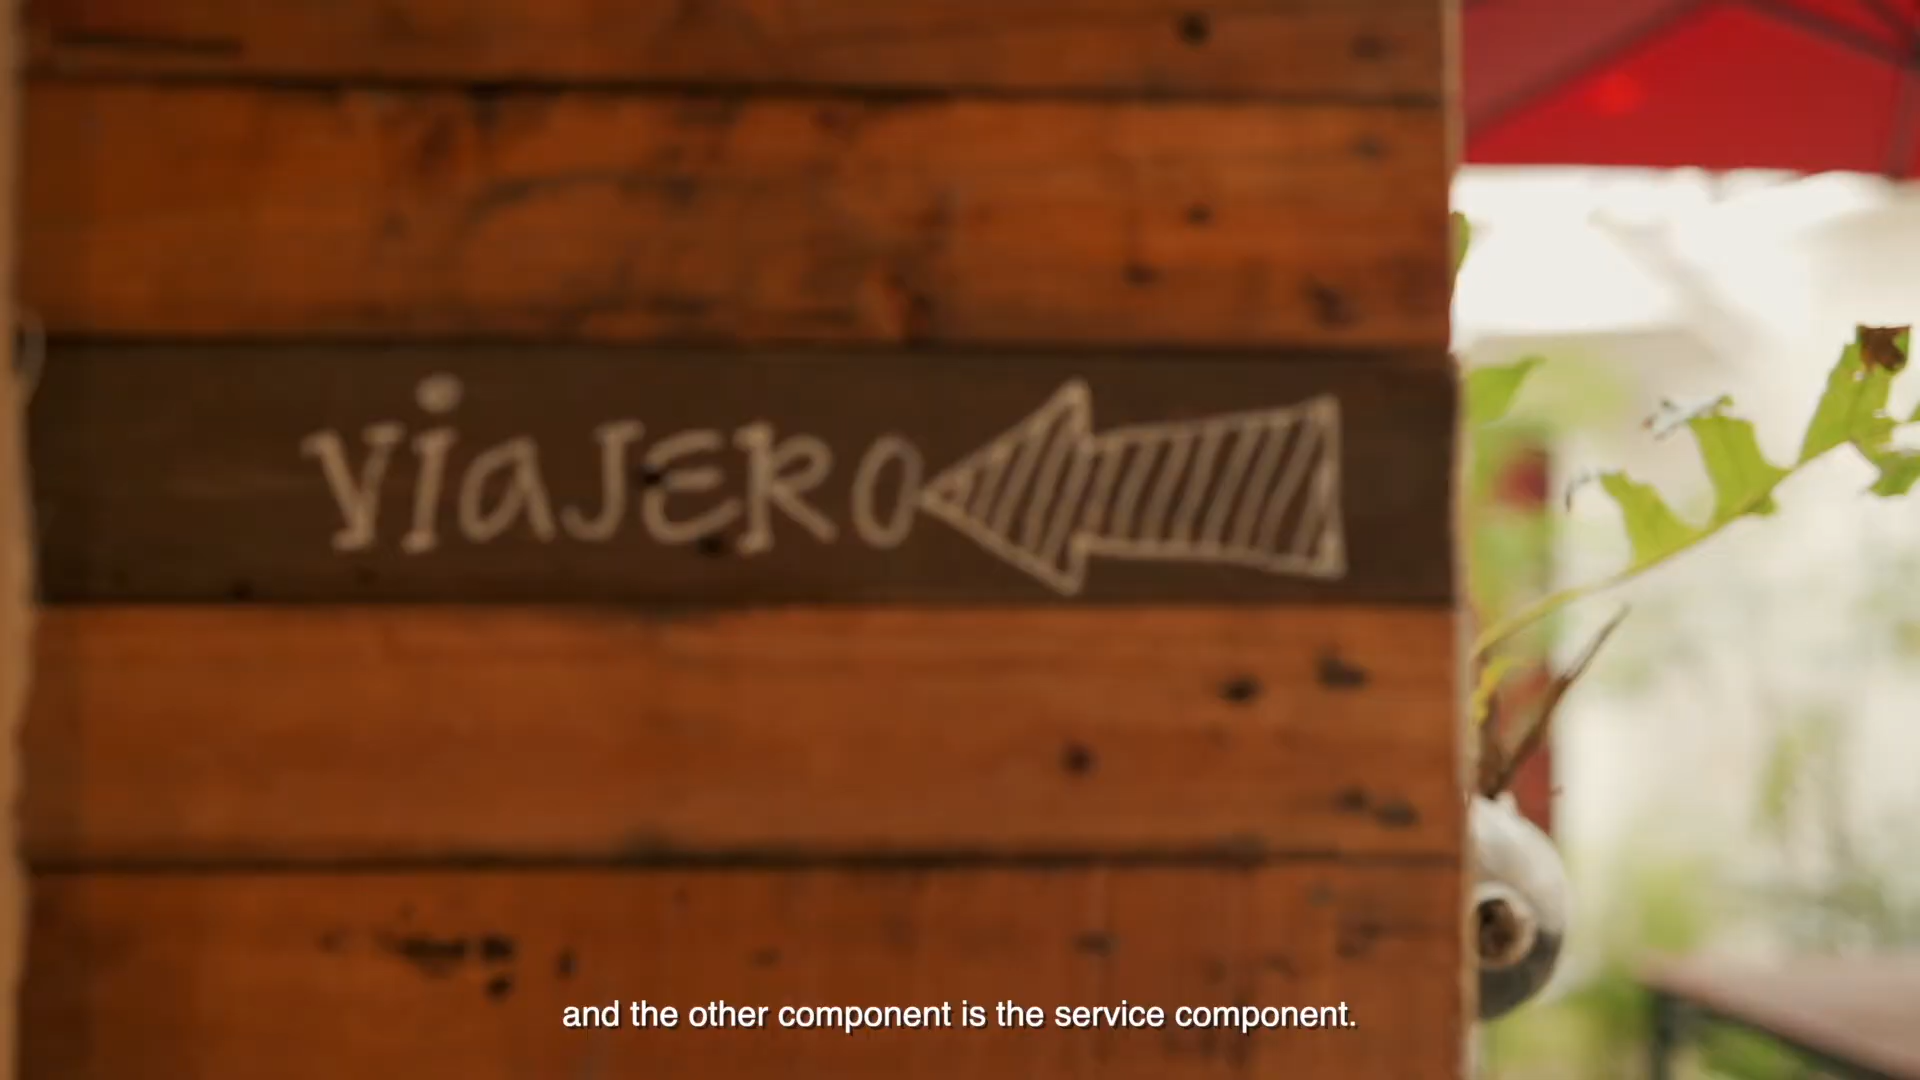 ViaJERO
and the other component is the service component.